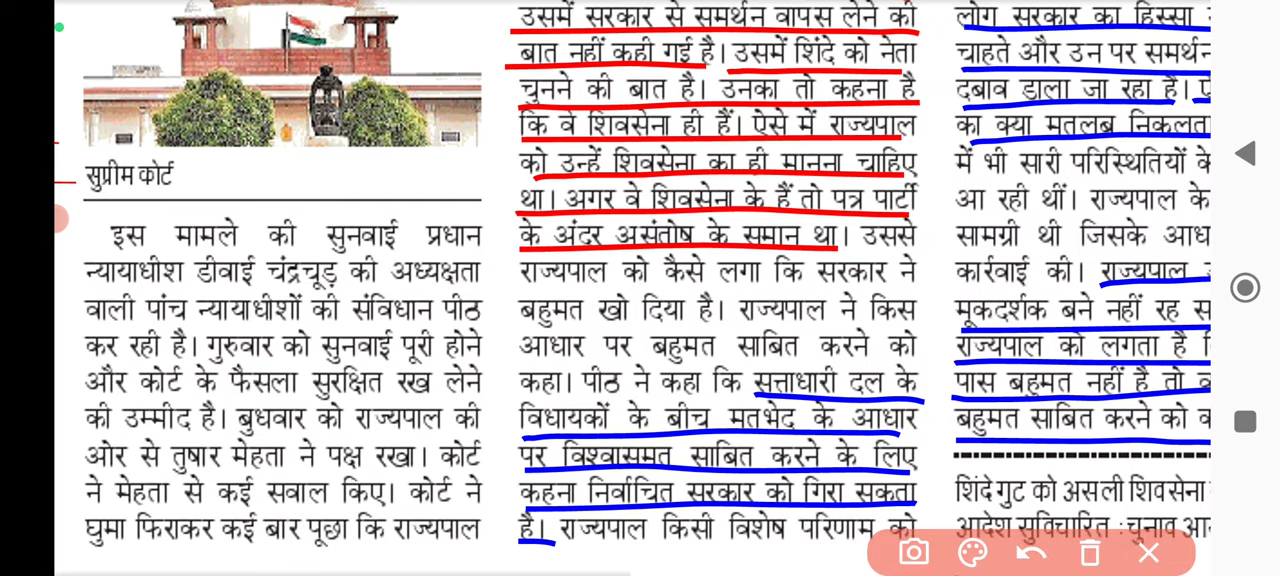 सुप्रीम कोर्ट
इस मामले की सुनवाई प्रधान
न्यायाधीश डीवाई चंद्रचूड़ की अध्यक्षता
वाली पांच न्यायाधीशों की संविधान पीठ
कर रही है। गुरुवार को सुनवाई पूरी होने
और कोर्ट के फैसला सुरक्षित रख लेने
की उम्मीद है। बुधवार को राज्यपाल की
ओर से तुषार मेहता ने पक्ष रखा। कोर्ट
ने मेहता से कई सवाल किए। कोर्ट ने
घुमा फिराकर कई बार पूछा कि राज्यपाल
उसमें सरकार से समर्थन वापस लेने की
बात नहीं कही गई है। उसमें शिंदे को नेता
चुनने की बात है। उनका तो कहना है
कि वे शिवसेना ही हैं। ऐसे में राज्यपाल
को उन्हें शिवसेना का ही मानना चाहिए
था। अगर वे शिवसेना के हैं तो पत्र पार्टी
के अंदर असंतोष के समान था। उससे
राज्यपाल को कैसे लगा कि सरकार ने
बहुमत खो दिया है। राज्यपाल ने किस
आधार पर बहुमत साबित करने को
कहा। पीठ ने कहा कि सत्ताधारी दल के
विधायकों के बीच मतभेद के आधार
पर विश्वासमत साबित करने के लिए
कहना निर्वाचित सरकार को गिरा सकता
है। राज्यपाल किसी विशेष परिणाम को
लोग सरकार का हिस्सा
चाहते और उन पर समर्थन
दबाव डाला जा रहा है।
का क्या मतलब निकलता
में भी सारी परिस्थितियों के
आ रही थीं। राज्यपाल के
सामग्री थी जिसके आध
कार्रवाई की। राज्यपाल
मूकदर्शक बने नहीं रह स
राज्यपाल को लगता है
पास बहुमत नहीं है तो व
बहुमत साबित करने को क
शिंदे गुट को असली शिवसेना
आदेश सुविचारित : चुनाव आ